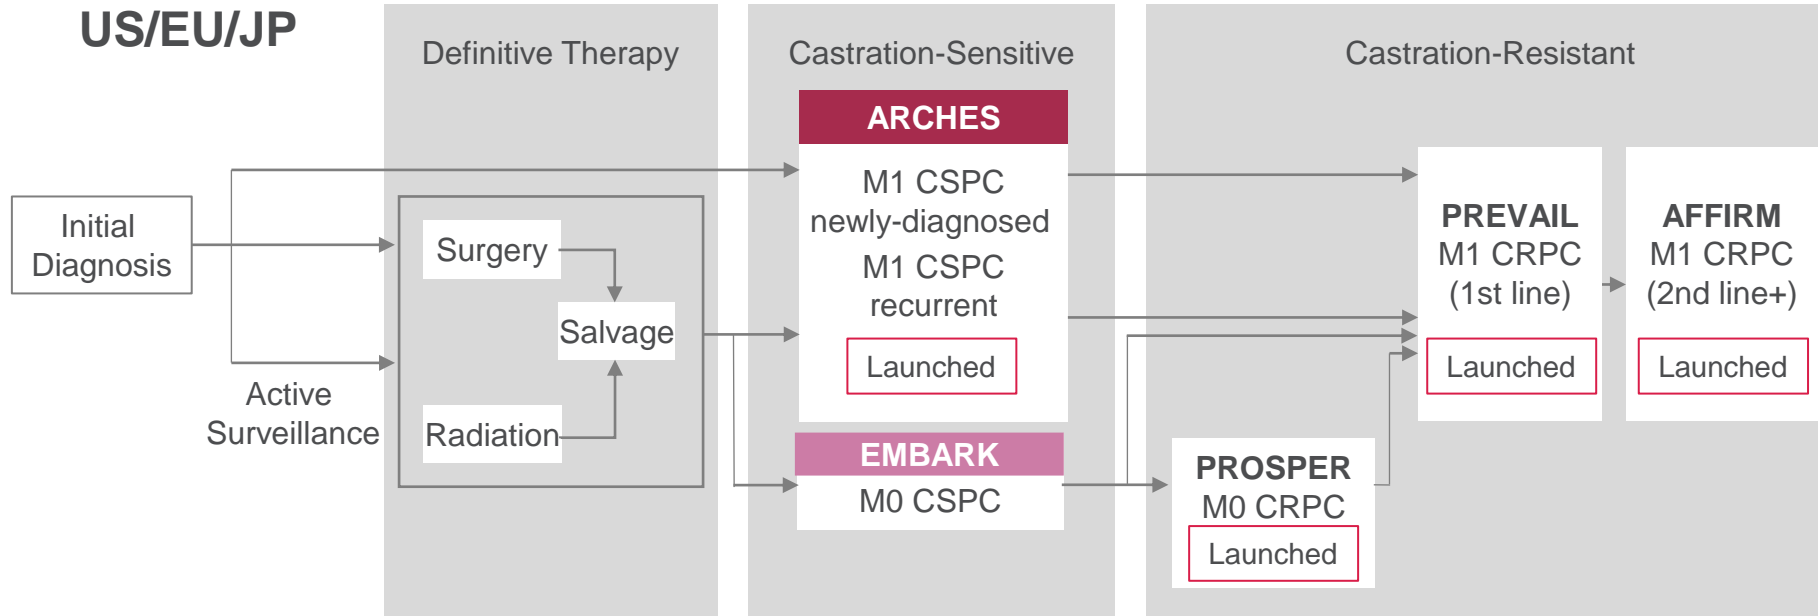 US/EU/JP
Definitive Therapy
Castration-Sensitive
Castration-Resistant
Initial
Diagnosis
Active
Surveillance
Surgery
Salvage
Radiation
ARCHES
M1 CSPC
newly-diagnosed
M1 CSPC
recurrent
Launched
EMBARK
M0 CSPC
PROSPER
M0 CRPC
Launched
PREVAIL
M1 CRPC
(1st line)
Launched
AFFIRM
M1 CRPC
(2nd line+)
Launched